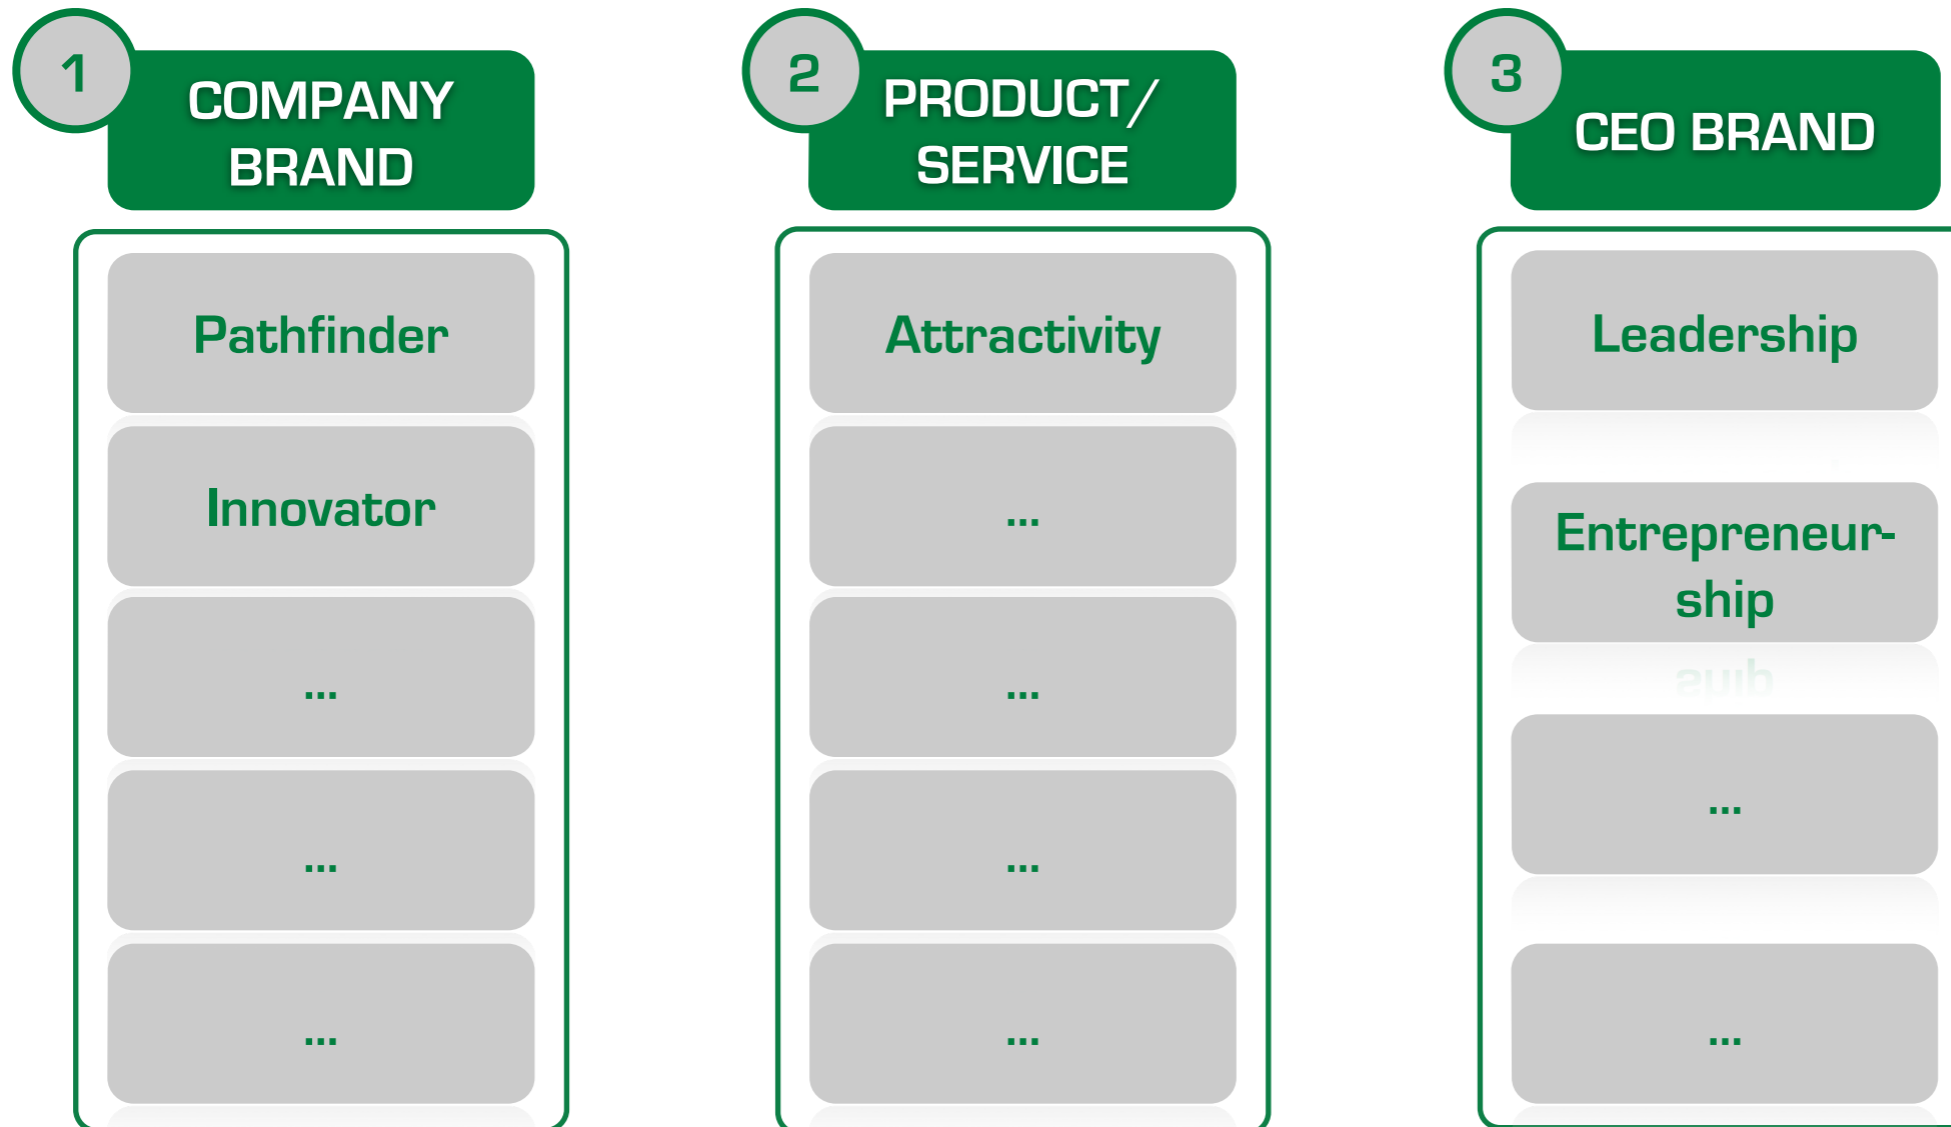 1
COMPANY
BRAND
Pathfinder
Innovator
...
...
...
2
PRODUCT/
SERVICE
Attractivity
...
...
...
...
3
CEO BRAND
Leadership
Entrepreneur-
ship
...
...